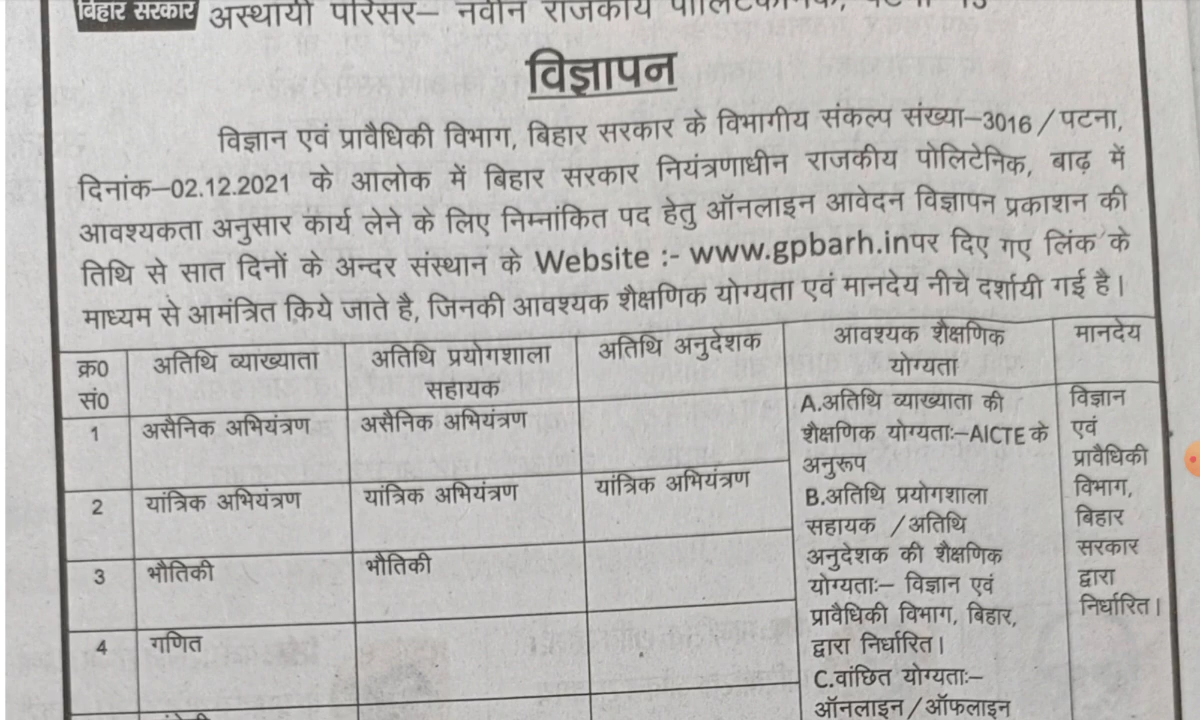 बिहार सरकार अस्थायी परिसर– नवीन राजकीय
विज्ञापन
विज्ञान एवं प्रावैधिकी विभाग, बिहार सरकार के विभागीय संकल्प संख्या–3016 / पटना,
दिनांक–02.12.2021 के आलोक में बिहार सरकार नियंत्रणाधीन राजकीय पोलिटेनिक, बाढ़ में
आवश्यकता अनुसार कार्य लेने के लिए निम्नांकित पद हेतु ऑनलाइन आवेदन विज्ञापन प्रकाशन की
तिथि से सात दिनों के अन्दर संस्थान के Website :- www.gpbarh.inपर दिए गए लिंक के
माध्यम से आमंत्रित किये जाते है, जिनकी आवश्यक शैक्षणिक योग्यता एवं मानदेय नीचे दर्शायी गई है।
क्र0
सं0
अतिथि व्याख्याता
अतिथि प्रयोगशाला
सहायक
अतिथि अनुदेशक
आवश्यक शैक्षणिक
योग्यता
मानदेय
1 असैनिक अभियंत्रण असैनिक अभियंत्रण
2 यांत्रिक अभियंत्रण यांत्रिक अभियंत्रण यांत्रिक अभियंत्रण
3 भौतिकी भौतिकी
4 गणित
A.अतिथि व्याख्याता की
शैक्षणिक योग्यताः–AICTE के
अनुरूप
B.अतिथि प्रयोगशाला
सहायक / अतिथि
अनुदेशक की शैक्षणिक
योग्यताः– विज्ञान एवं
प्रावैधिकी विभाग, बिहार,
द्वारा निर्धारित।
C.वांछित योग्यताः–
ऑनलाइन / ऑफलाइन
विज्ञान
एवं
प्रावैधिकी
विभाग,
बिहार
सरकार
द्वारा
निर्धारित।